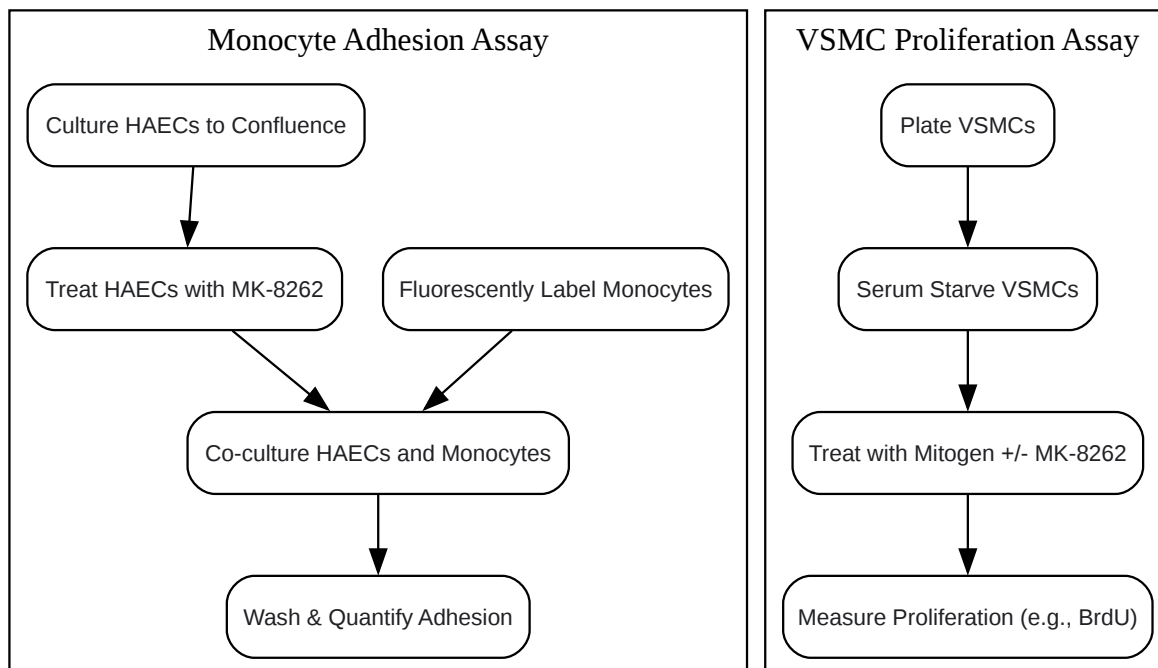 Monocyte Adhesion Assay
Culture HAECs to Confluence
Treat HAECs with MK-8262
Fluorescently Label Monocytes
Co-culture HAECs and Monocytes
Wash & Quantify Adhesion
VSMC Proliferation Assay
Plate VSMCs
Serum Starve VSMCs
Treat with Mitogen +/- MK-8262
Measure Proliferation (e.g., BrdU)